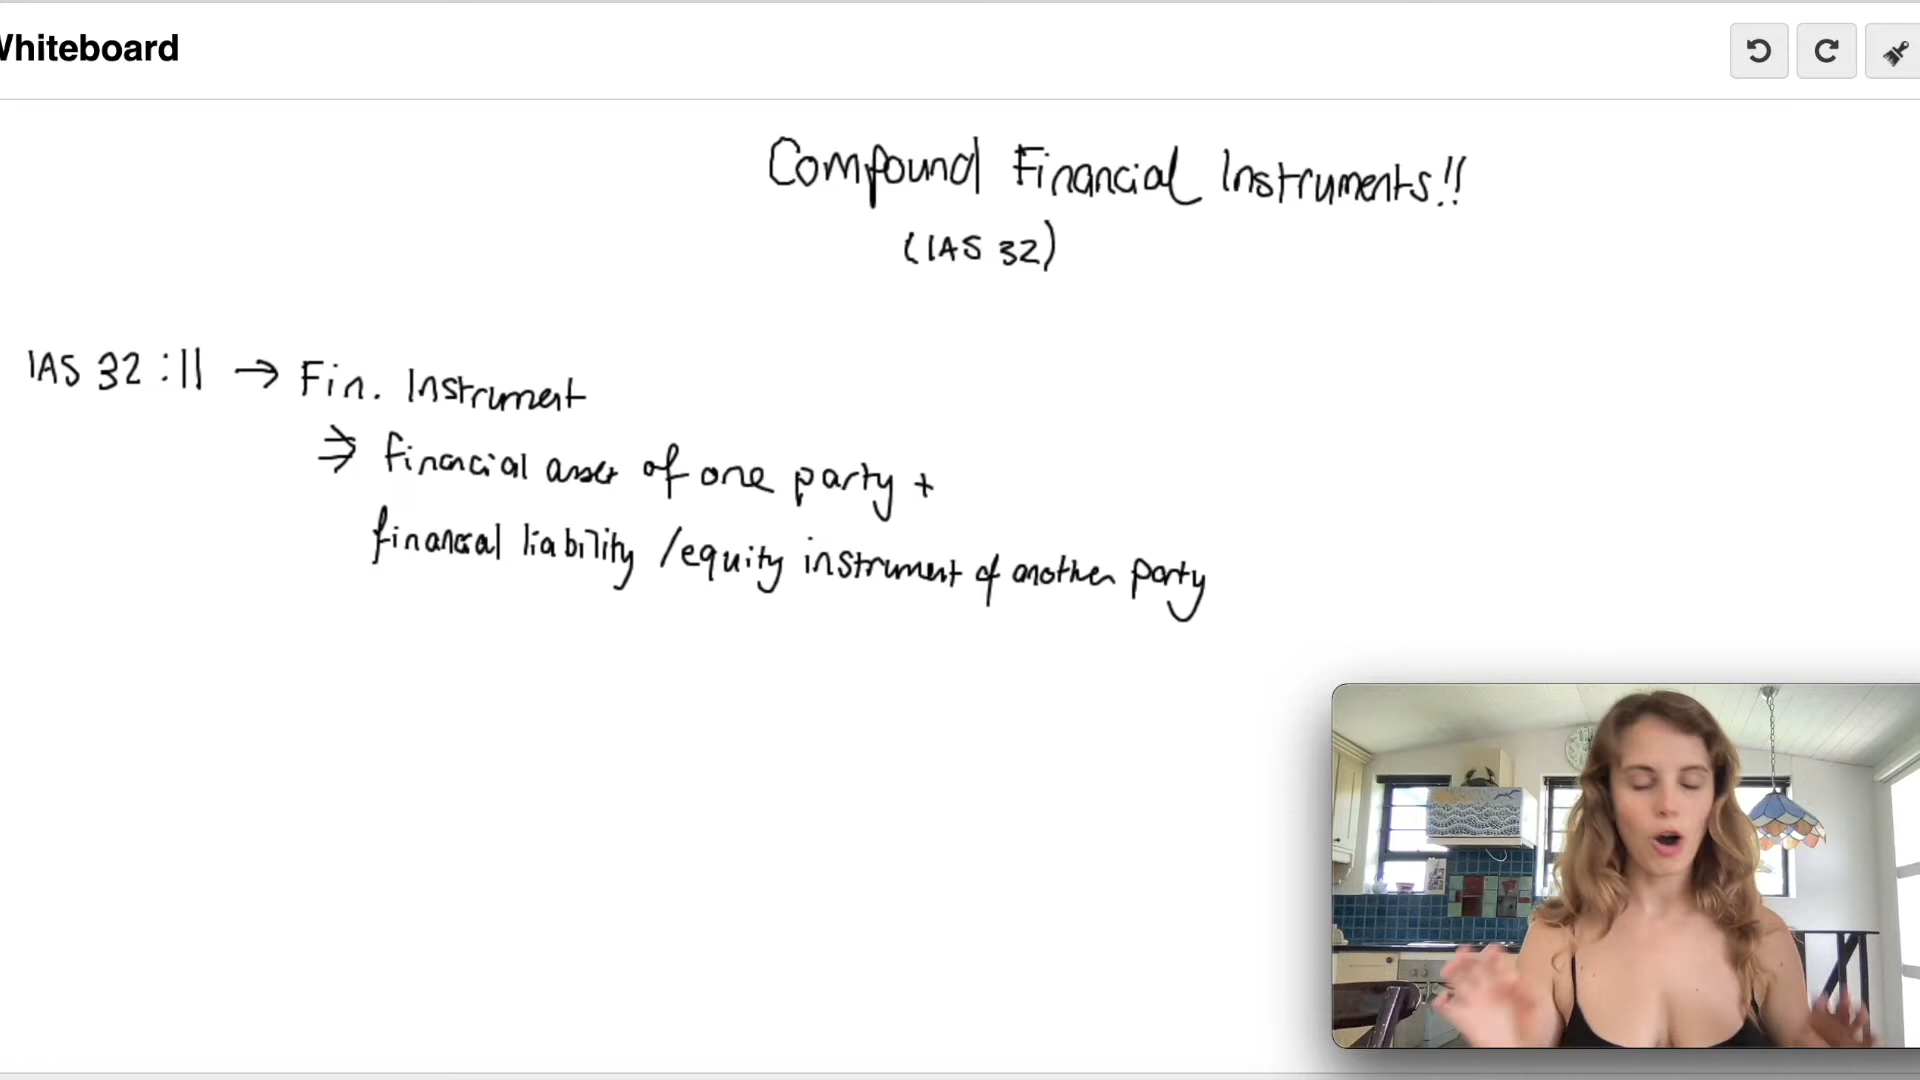 Whiteboard
Compound Financial Instruments!!
(IAS 32)
IAS 32 : 11 → Fin. Instrument
⇒ financial asset of one party +
financial liability / equity instrument of another party